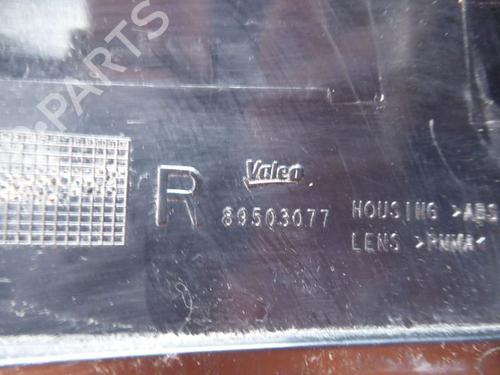 PARTS
R
Valeo
89503077
HOUSING >ABS
LENS >PMMA<